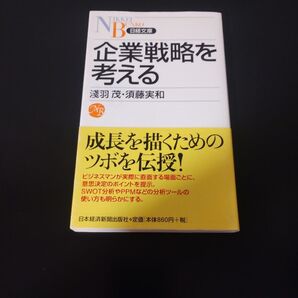 NIKKEI
BUNKO
日経文庫
企業戦略を
考える
淺羽 茂・須藤実和
成長を描くための
ツボを伝授!
ビジネスマンが実際に直面する場面ごとに、
意思決定のポイントを提示。
SWOT分析やPPMなどの分析ツールの
使い方も明らかにする。
日本経済新聞出版社●定価(本体860円+税)